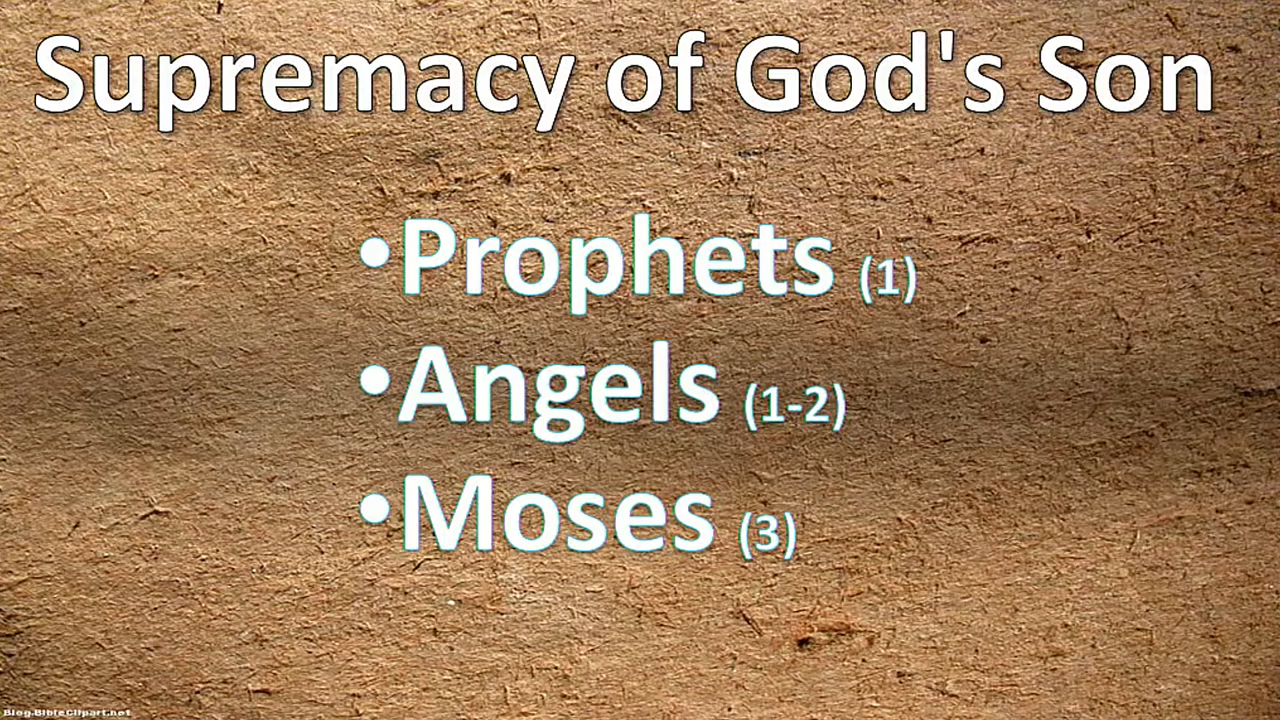 Supremacy of God's Son
•Prophets (1)
•Angels (1-2)
•Moses (3)
Blog.BibleClipart.net